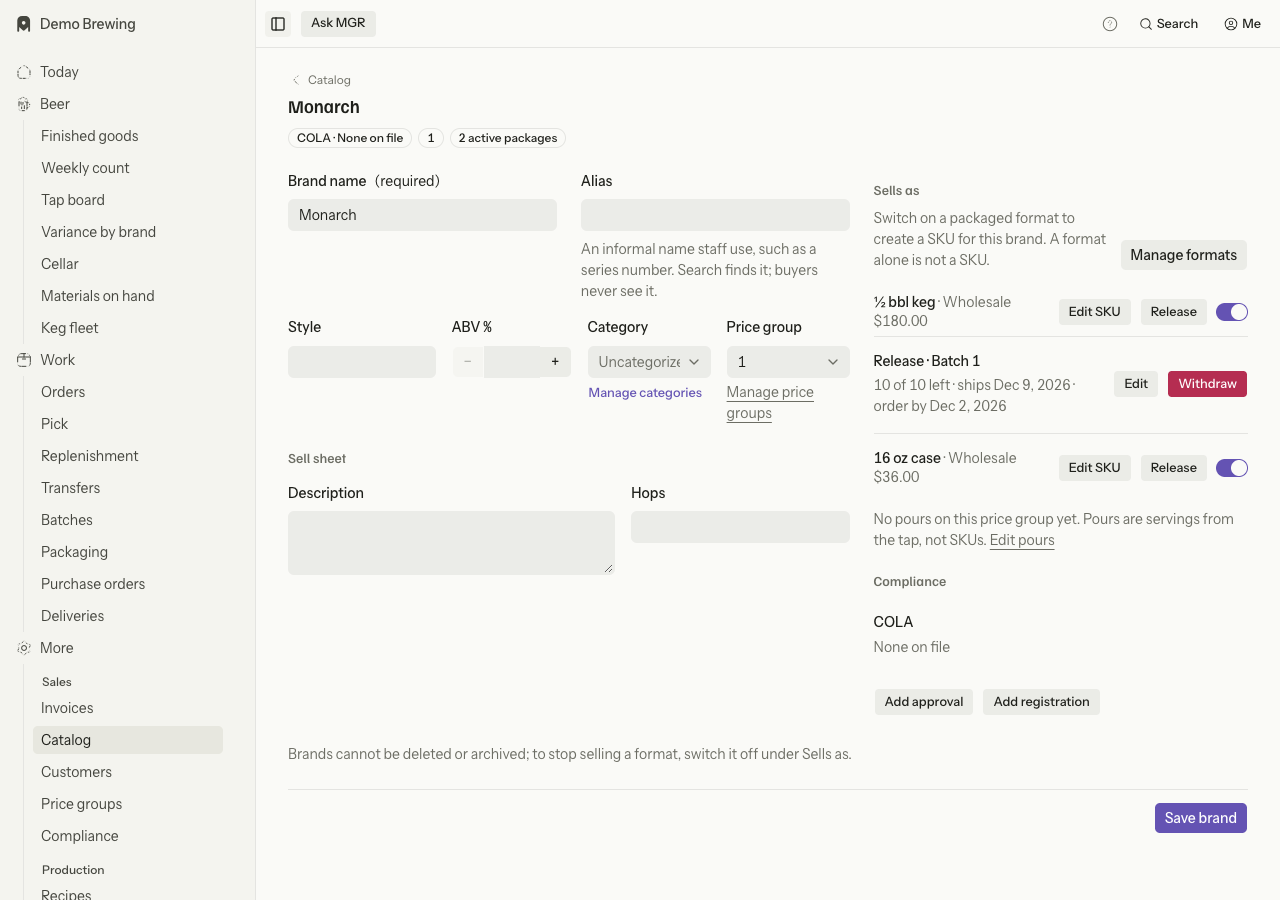 Demo Brewing
Ask MGR
Search
Me
Today
Beer
Finished goods
Weekly count
Tap board
Variance by brand
Cellar
Materials on hand
Keg fleet
Work
Orders
Pick
Replenishment
Transfers
Batches
Packaging
Purchase orders
Deliveries
More
Sales
Invoices
Catalog
Customers
Price groups
Compliance
Production
Recipes
Catalog
Monarch
COLA · None on file
1
2 active packages
Brand name (required)
Monarch
Alias
An informal name staff use, such as a
series number. Search finds it; buyers
never see it.
Style
ABV %
−
+
Category
Uncategorize
Manage categories
Price group
1
Manage price
groups
Sell sheet
Description
Hops
Sells as
Switch on a packaged format to
create a SKU for this brand. A format
alone is not a SKU.
Manage formats
½ bbl keg · Wholesale
$180.00
Edit SKU
Release
Release · Batch 1
10 of 10 left · ships Dec 9, 2026 ·
order by Dec 2, 2026
Edit
Withdraw
16 oz case · Wholesale
$36.00
Edit SKU
Release
No pours on this price group yet. Pours are servings from
the tap, not SKUs. Edit pours
Compliance
COLA
None on file
Add approval
Add registration
Brands cannot be deleted or archived; to stop selling a format, switch it off under Sells as.
Save brand